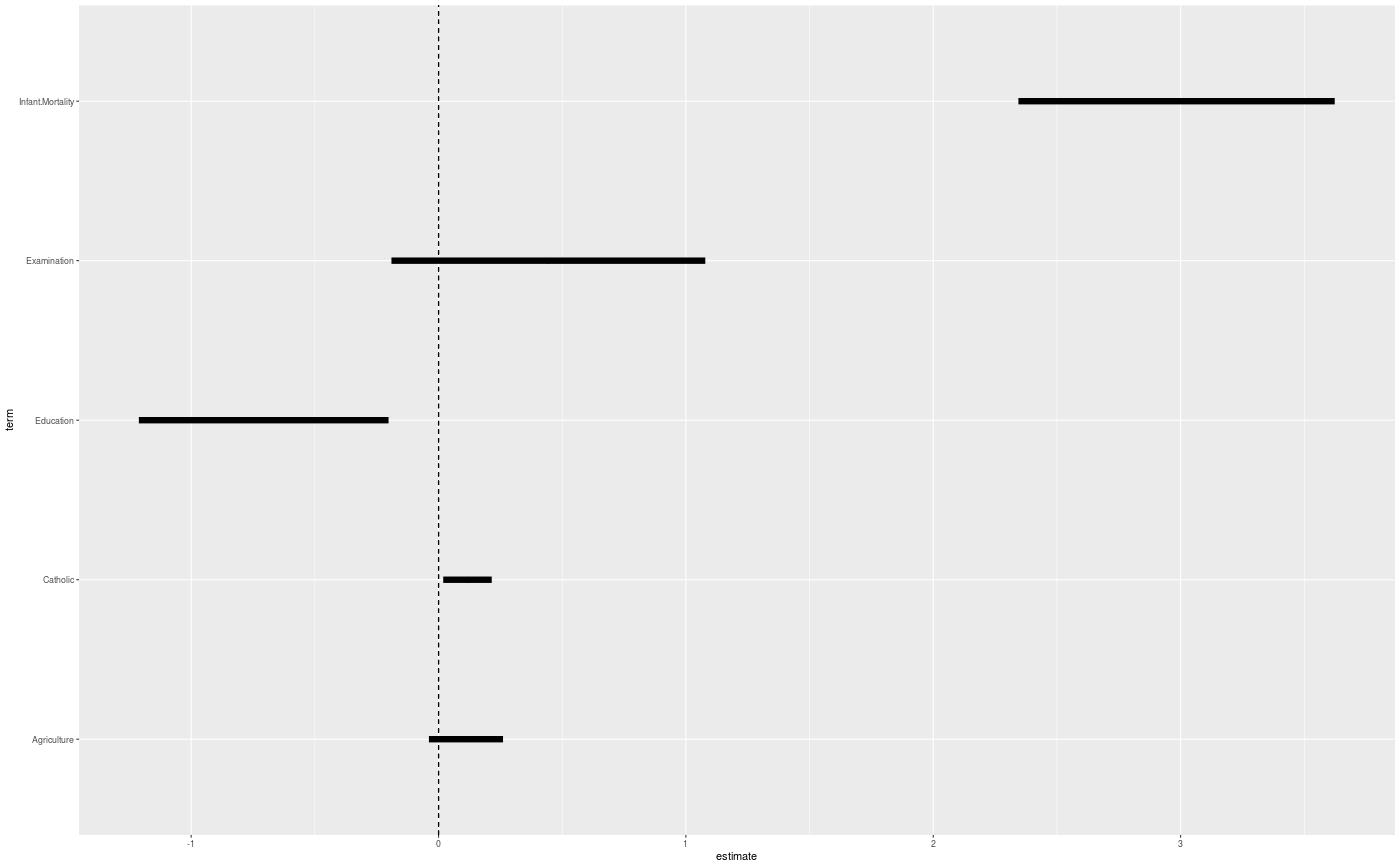 Infant.Mortality
Examination
Education
Catholic
Agriculture
term
-1 0 1 2 3
estimate